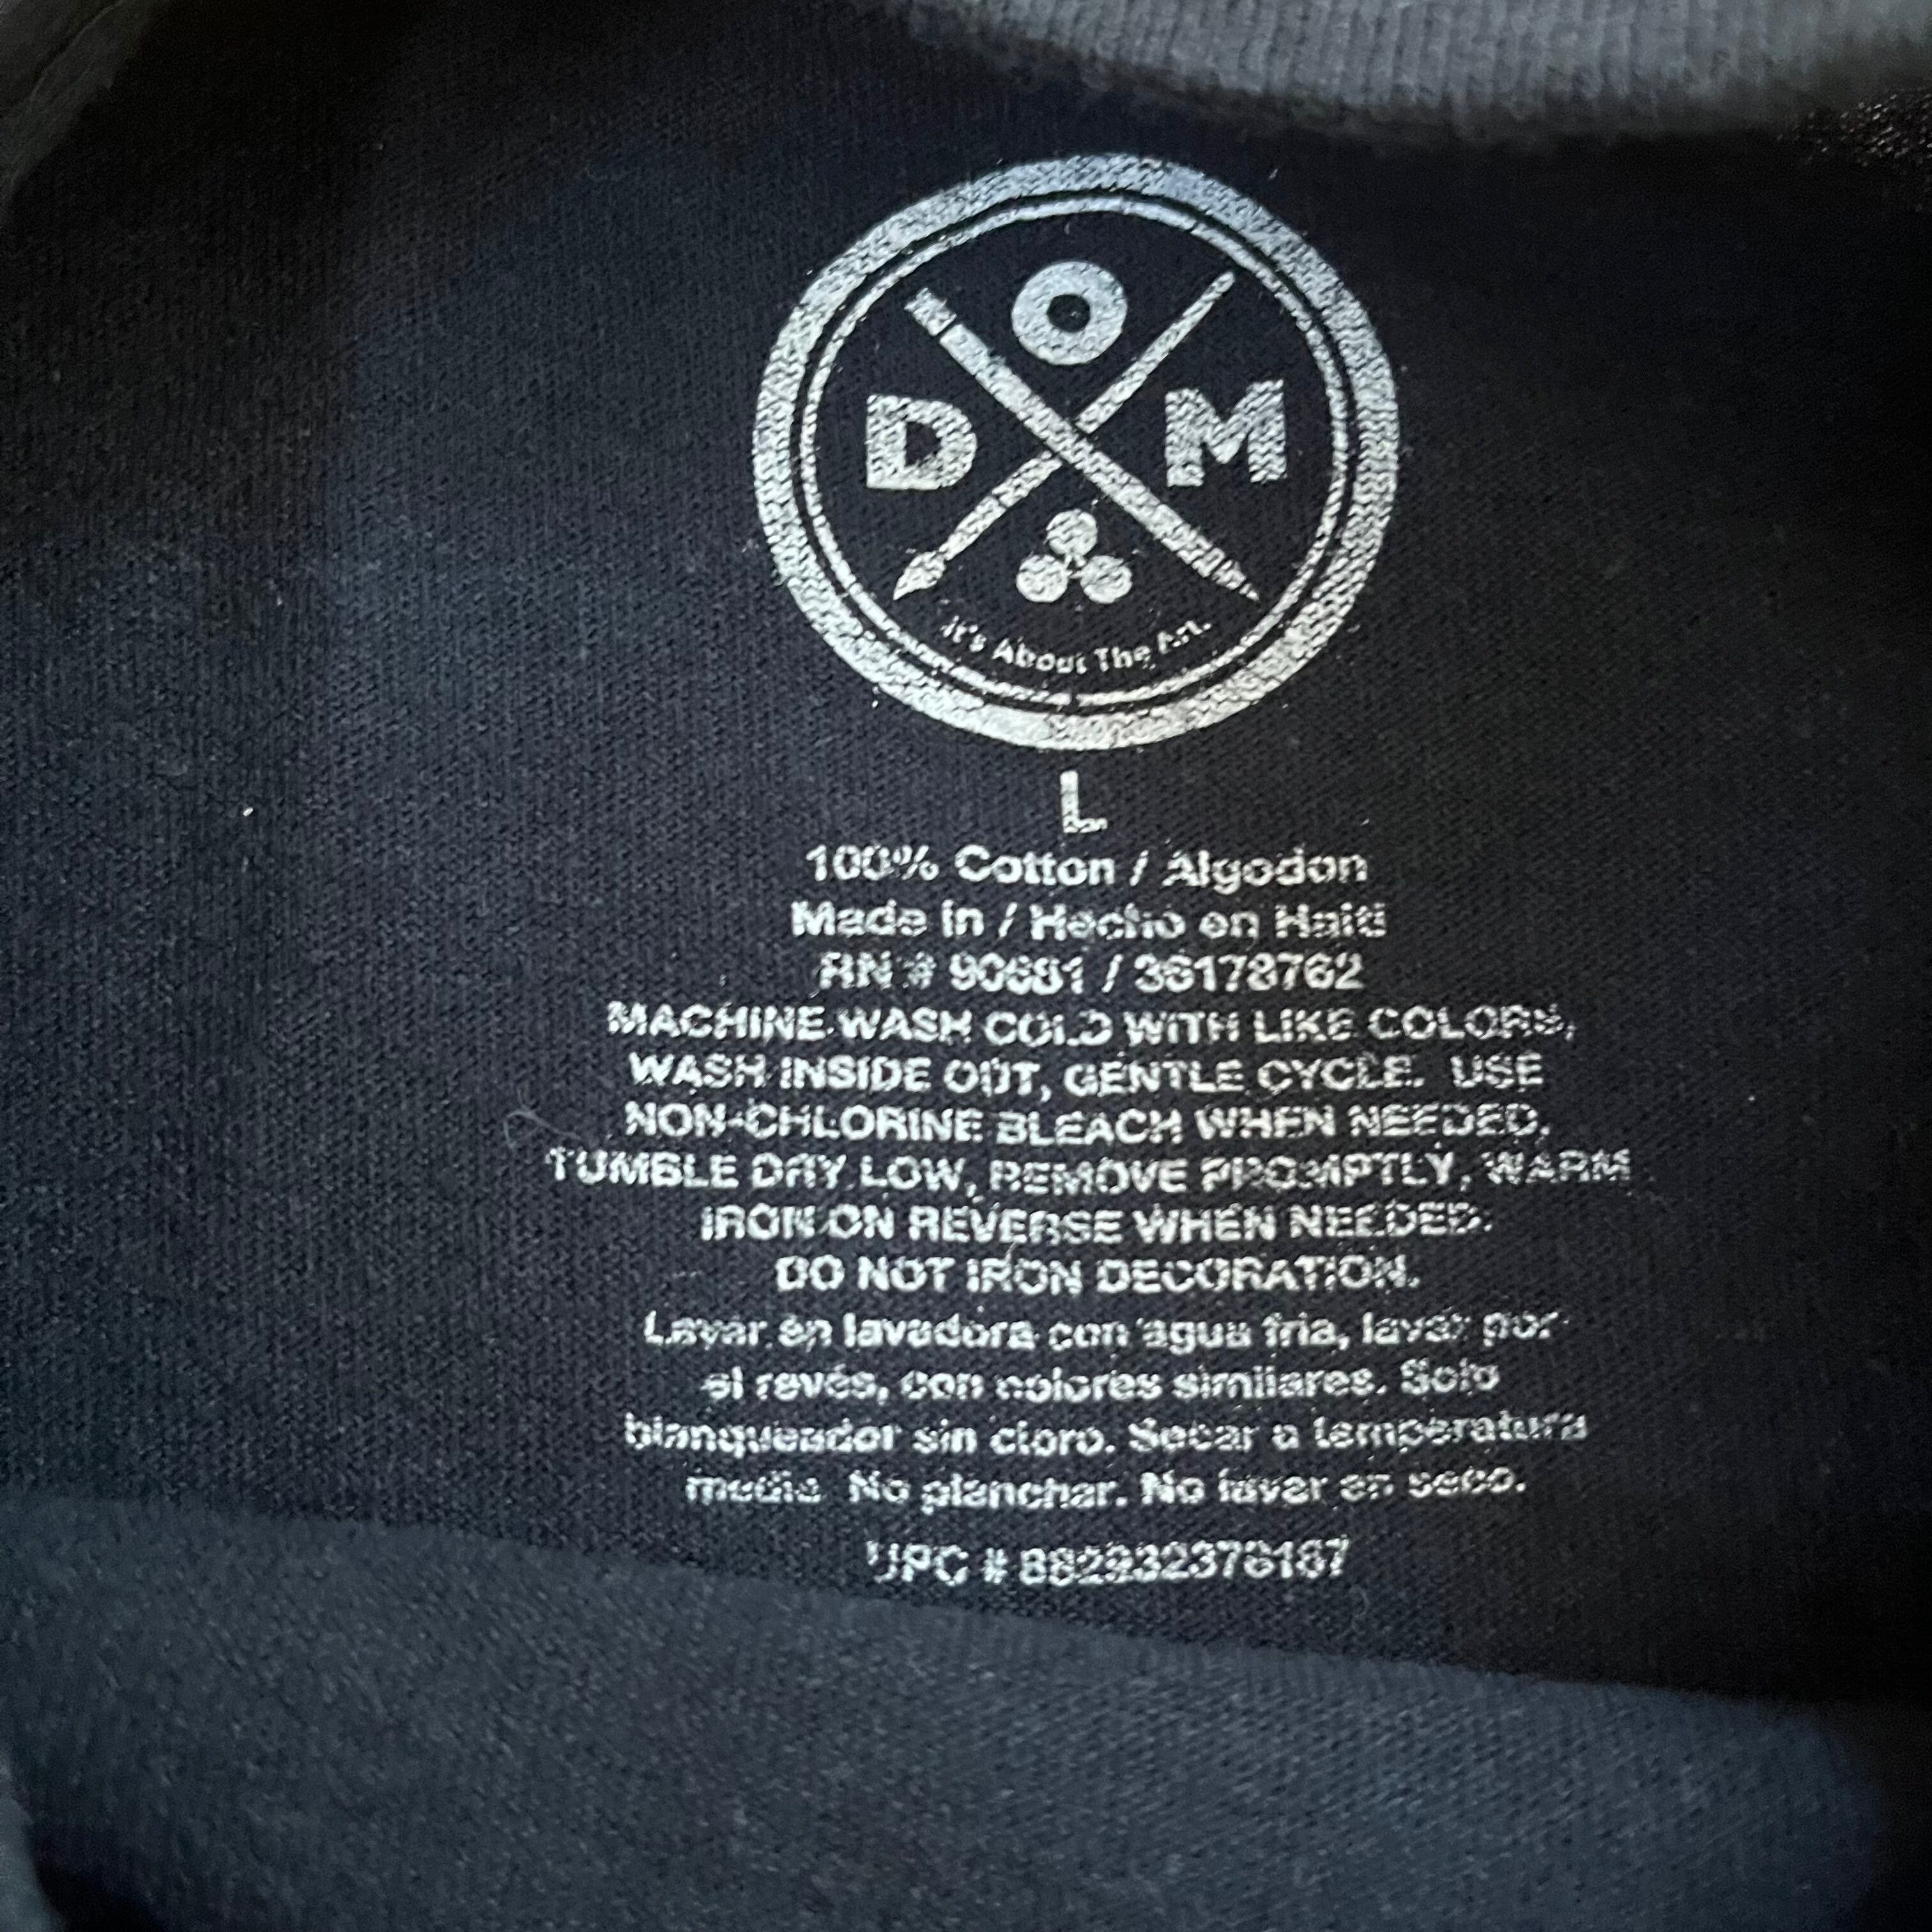 O
D M
It's About The Art.
L
100% Cotton / Algodon
Made in / Hecho en Haiti
RN # 90681 / 36178762
MACHINE WASH COLD WITH LIKE COLORS,
WASH INSIDE OUT, GENTLE CYCLE. USE
NON-CHLORINE BLEACH WHEN NEEDED.
TUMBLE DRY LOW, REMOVE PROMPTLY, WARM
IRON ON REVERSE WHEN NEEDED.
DO NOT IRON DECORATION.
Lavar en lavadora con agua fria, lavar por
el revés, con colores similares. Solo
blanqueador sin cloro. Secar a temperatura
media. No planchar. No lavar en seco.
UPC #